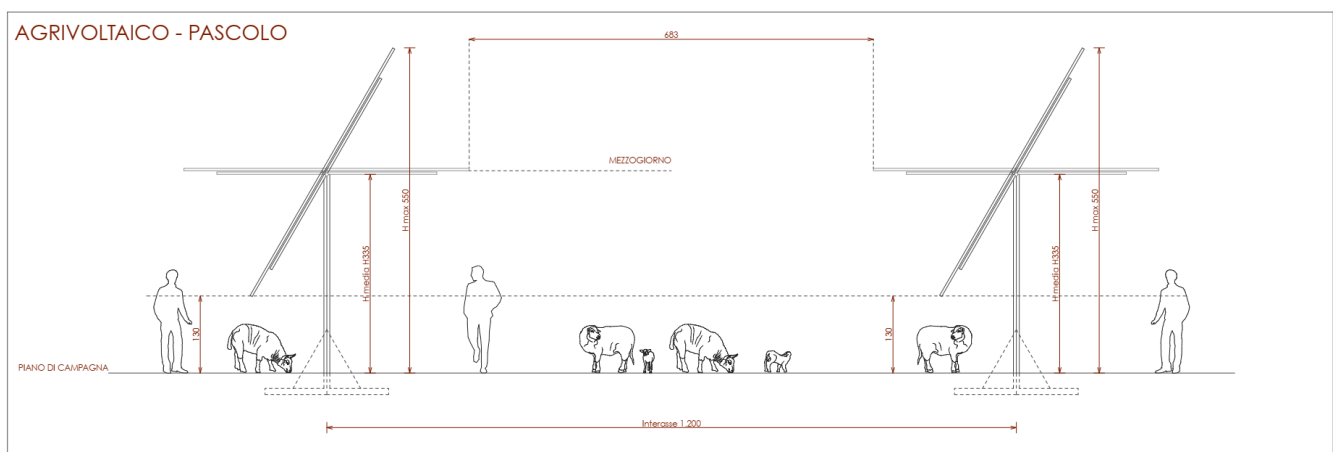 AGRIVOLTAICO - PASCOLO
683
MEZZOGIORNO
H max 550
H max 550
H media H335
H media H335
130
130
PIANO DI CAMPAGNA
Interasse 1.200